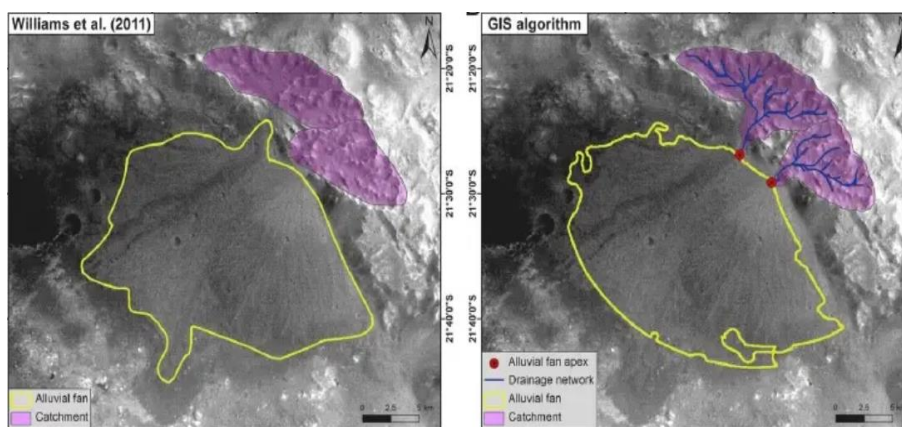 Williams et al. (2011)
N
21°20'0"S
21°30'0"S
21°40'0"S
Alluvial fan
Catchment
0 2.5 5 km
GIS algorithm
N
Alluvial fan apex
Drainage network
Alluvial fan
Catchment
0 2.5 5 km